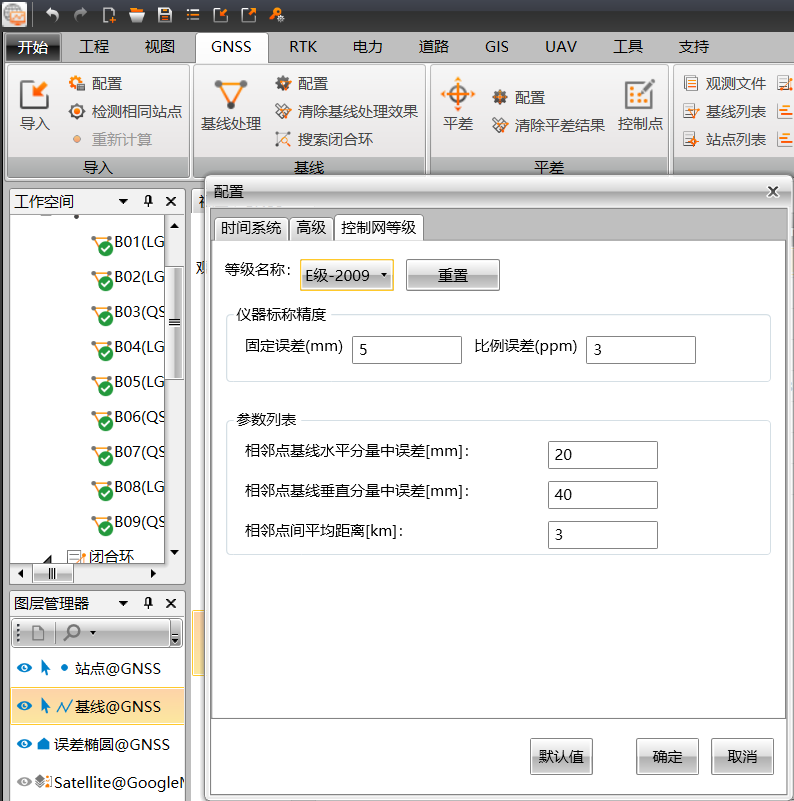 开始 工程 视图 GNSS RTK 电力 道路 GIS UAV 工具 支持
导入 配置 检测相同站点 重新计算
基线处理 配置 清除基线处理效果 搜索闭合环
平差 配置 清除平差结果 控制点
观测文件 基线列表 站点列表
导入 基线 平差
工作空间
B01(LG
B02(LG
B03(QS
B04(LG
B05(LG
B06(QS
B07(QS
B08(LG
B09(QS
闭合环
图层管理器
站点@GNSS
基线@GNSS
误差椭圆@GNSS
Satellite@Google
配置
时间系统 高级 控制网等级
等级名称： E级-2009 重置
仪器标称精度
固定误差(mm) 5 比例误差(ppm) 3
参数列表
相邻点基线水平分量中误差[mm]： 20
相邻点基线垂直分量中误差[mm]： 40
相邻点间平均距离[km]： 3
默认值 确定 取消